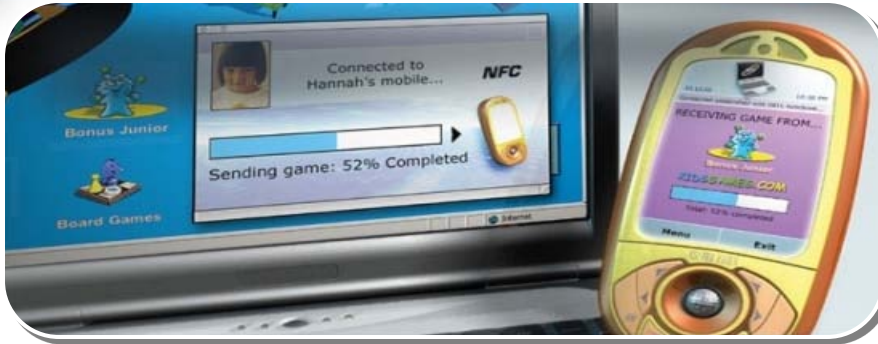 Connected to
Hannah's mobile...
NFC
Sending game: 52% Completed
Bonus Junior
Board Games
Internet
RECEIVING GAME FROM...
Bonus Junior
KIDSGAMES.COM
Total: 52% completed
Menu
Exit